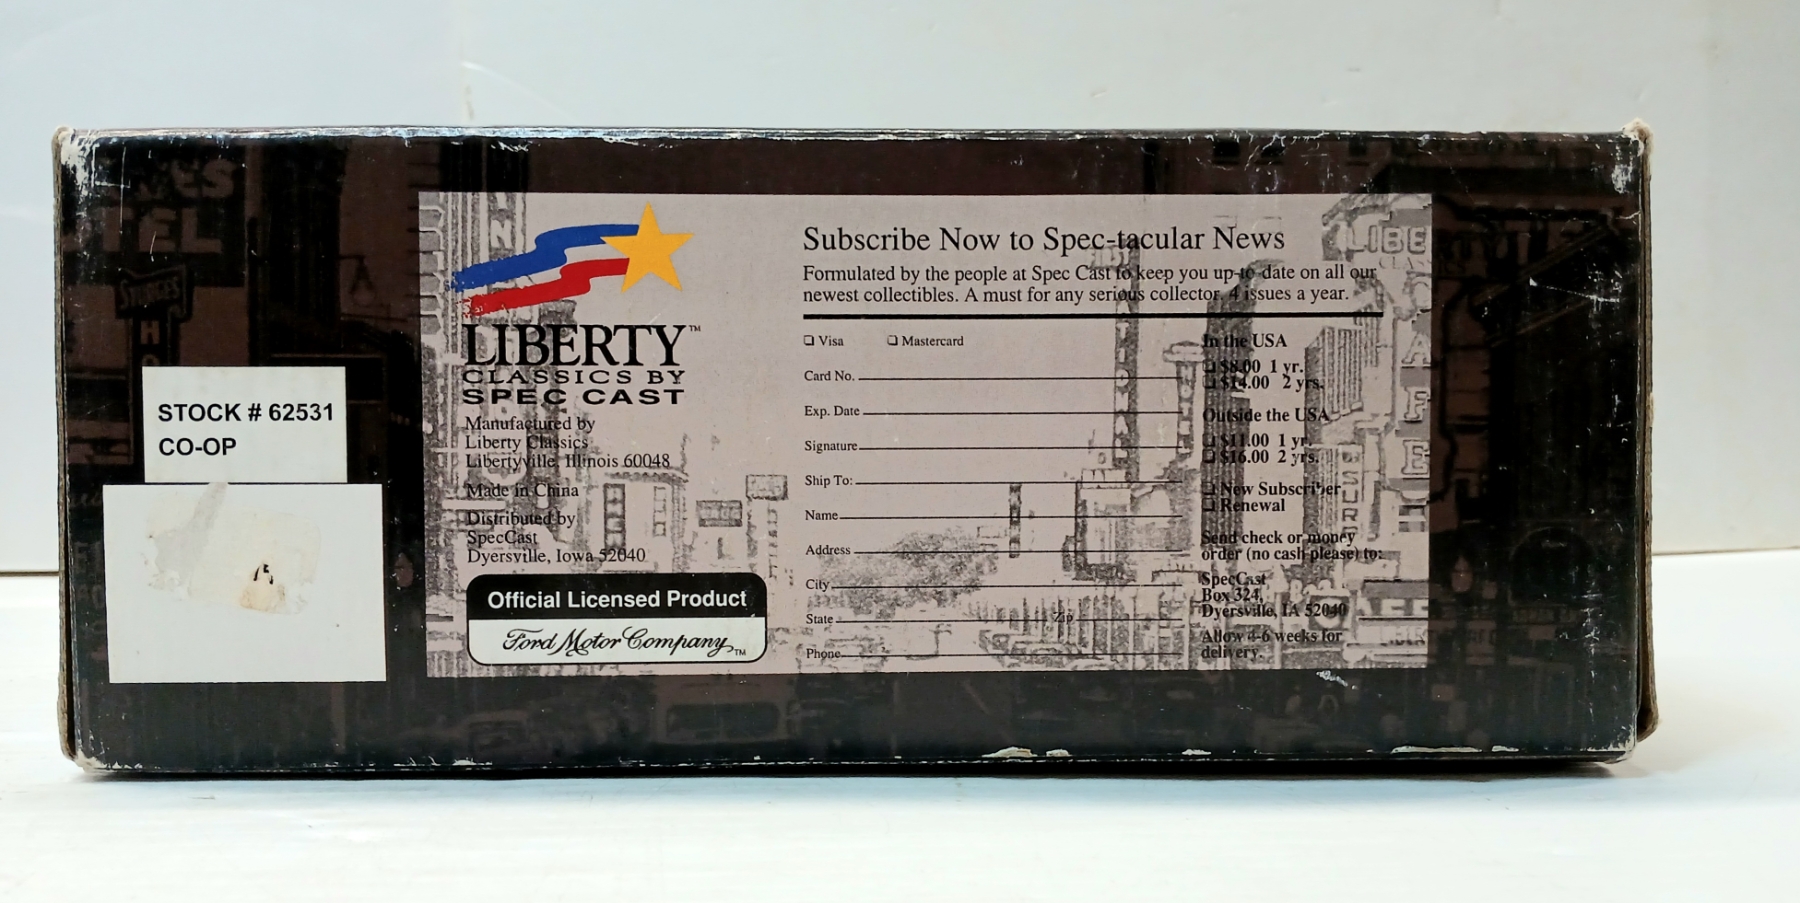 STURGES
HO
STOCK # 62531
CO-OP
LIBERTY™
CLASSICS BY
SPEC CAST
Manufactured by
Liberty Classics
Libertyville, Illinois 60048
Made in China
Distributed by
SpecCast
Dyersville, Iowa 52040
Official Licensed Product
Ford Motor Company TM
Subscribe Now to Spec-tacular News
Formulated by the people at Spec Cast to keep you up-to-date on all our
newest collectibles. A must for any serious collector. 4 issues a year.
❏ Visa ❏ Mastercard
Card No.
Exp. Date
Signature
Ship To:
Name
Address
City
State Zip
Phone
In the USA
❏ $8.00 1 yr.
❏ $14.00 2 yrs.
Outside the USA
❏ $11.00 1 yr.
❏ $16.00 2 yrs.
❏ New Subscriber
❏ Renewal
Send check or money
order (no cash please) to:
SpecCast
Box 324,
Dyersville, IA 52040
Allow 4-6 weeks for
delivery.
LIBE
CAFE